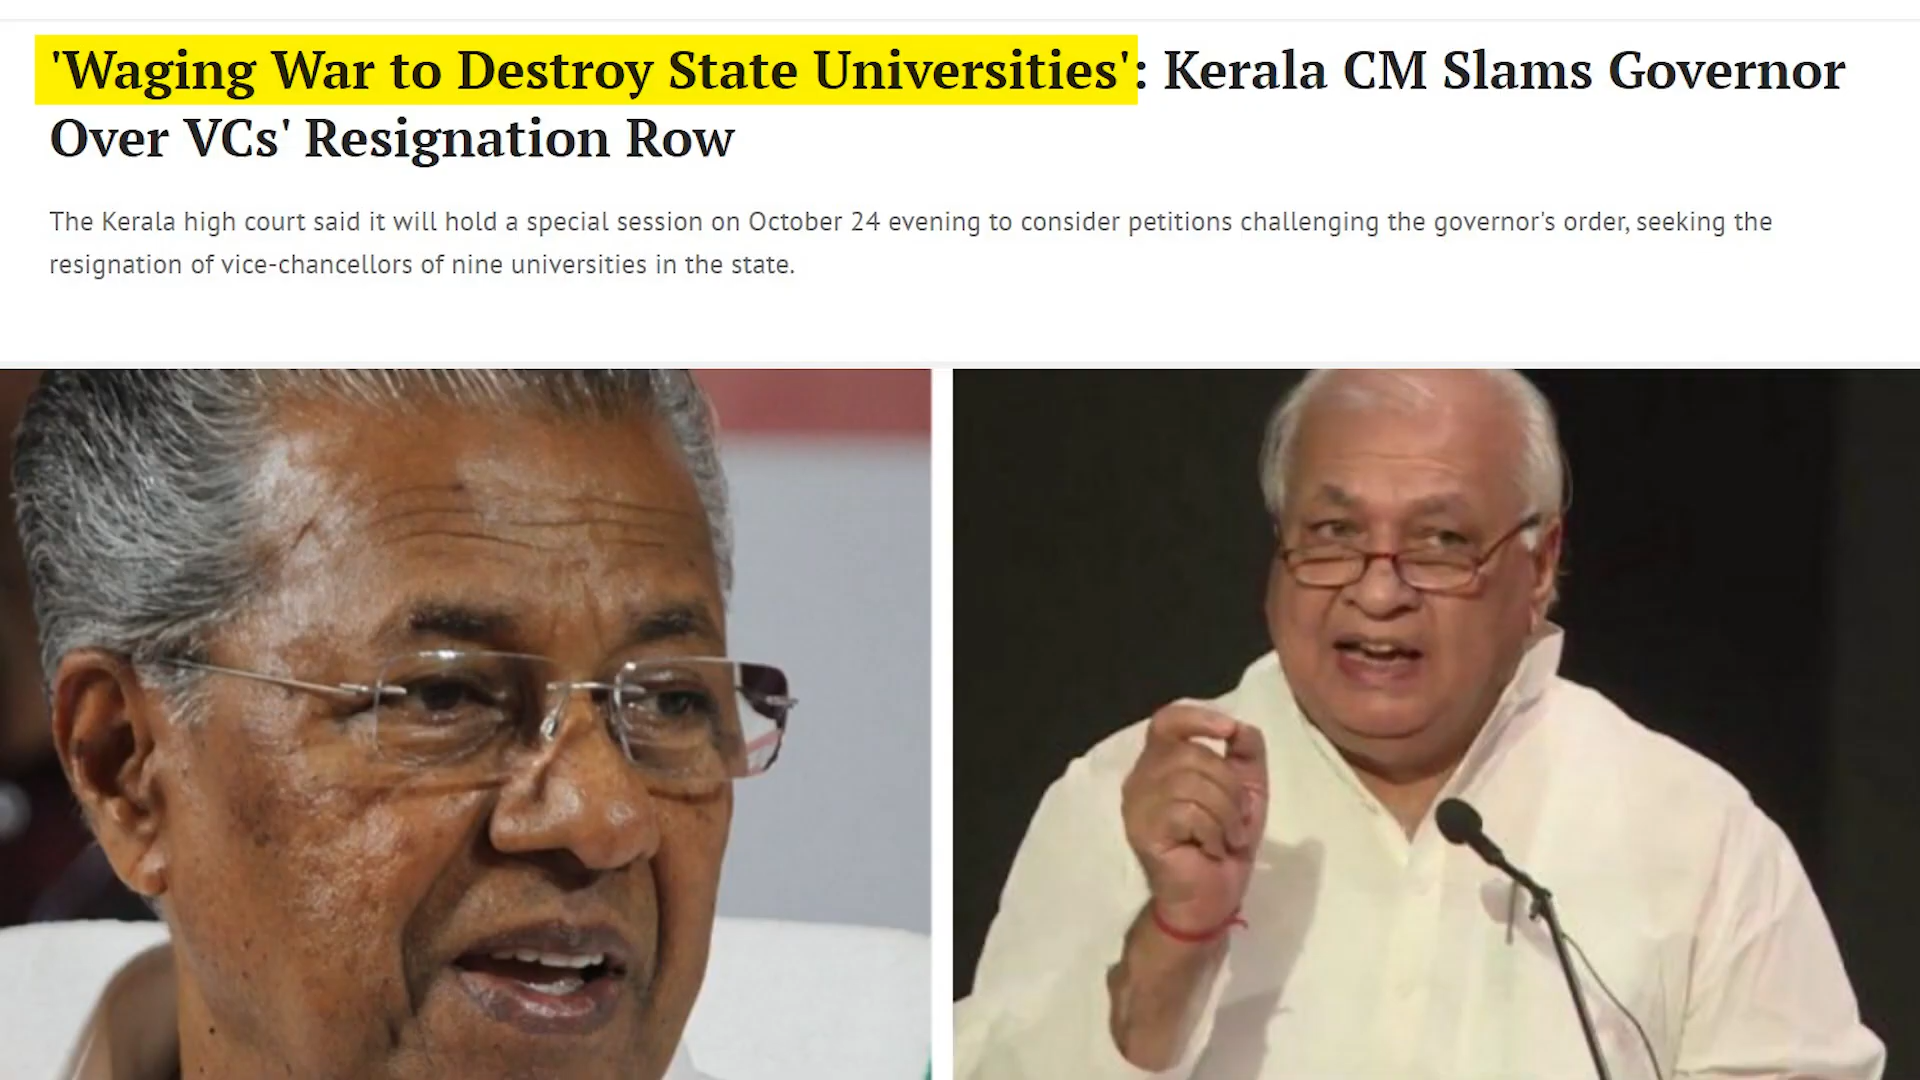 'Waging War to Destroy State Universities': Kerala CM Slams Governor
Over VCs' Resignation Row
The Kerala high court said it will hold a special session on October 24 evening to consider petitions challenging the governor's order, seeking the
resignation of vice-chancellors of nine universities in the state.